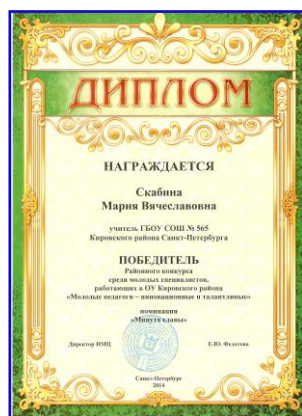 ДИПЛОМ
НАГРАЖДАЕТСЯ
Скабина
Мария Вячеславовна
учитель ГБОУ СОШ № 565
Кировского района Санкт-Петербурга
ПОБЕДИТЕЛЬ
Районного конкурса
среди молодых специалистов,
работающих в ОУ Кировского района
«Молодые педагоги – инновационные и талантливые»
номинация
«Минута славы»
Директор ИМЦ Е.Ю. Федотова
Санкт-Петербург
2014